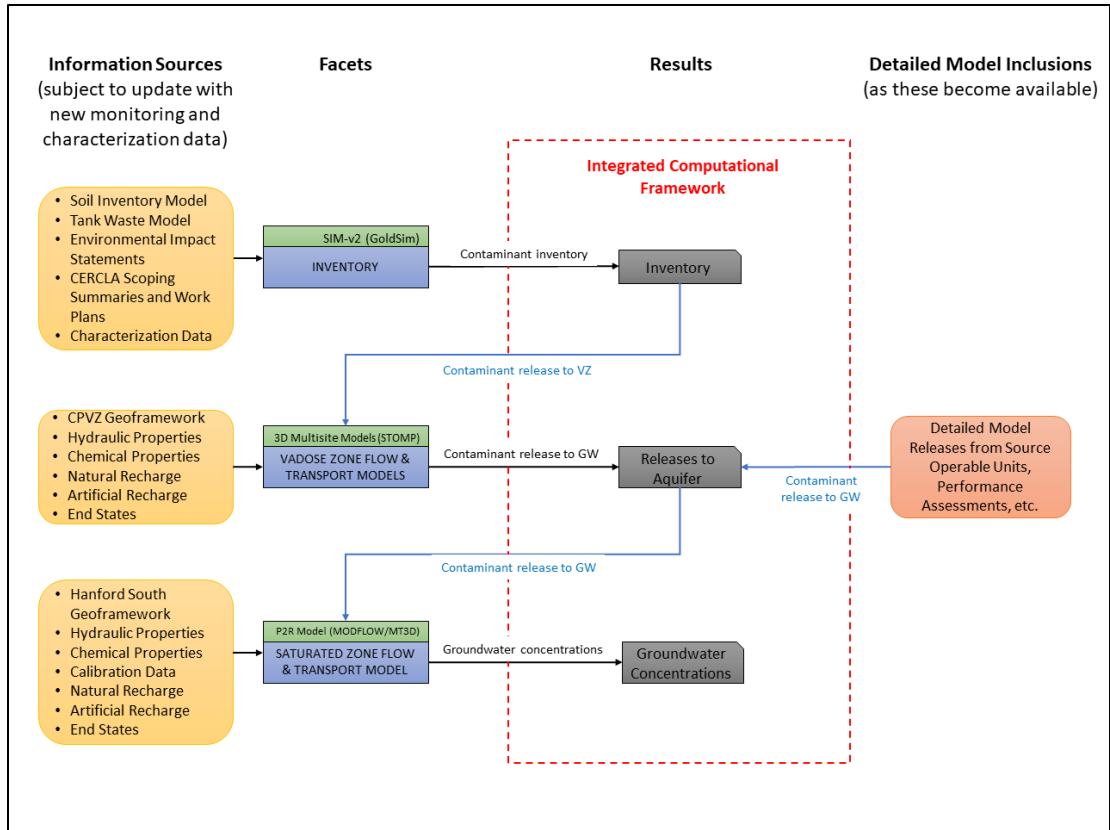 Information Sources
(subject to update with
new monitoring and
characterization data)
Facets
Results
Detailed Model Inclusions
(as these become available)
Integrated Computational
Framework
• Soil Inventory Model
• Tank Waste Model
• Environmental Impact
Statements
• CERCLA Scoping
Summaries and Work
Plans
• Characterization Data
SIM-v2 (GoldSim)
INVENTORY
Contaminant inventory
Inventory
Contaminant release to VZ
• CPVZ Geoframework
• Hydraulic Properties
• Chemical Properties
• Natural Recharge
• Artificial Recharge
• End States
3D Multisite Models (STOMP)
VADOSE ZONE FLOW &
TRANSPORT MODELS
Contaminant release to GW
Releases to
Aquifer
Contaminant
release to GW
Detailed Model
Releases from Source
Operable Units,
Performance
Assessments, etc.
Contaminant release to GW
• Hanford South
Geoframework
• Hydraulic Properties
• Chemical Properties
• Calibration Data
• Natural Recharge
• Artificial Recharge
• End States
P2R Model (MODFLOW/MT3D)
SATURATED ZONE FLOW
& TRANSPORT MODEL
Groundwater concentrations
Groundwater
Concentrations